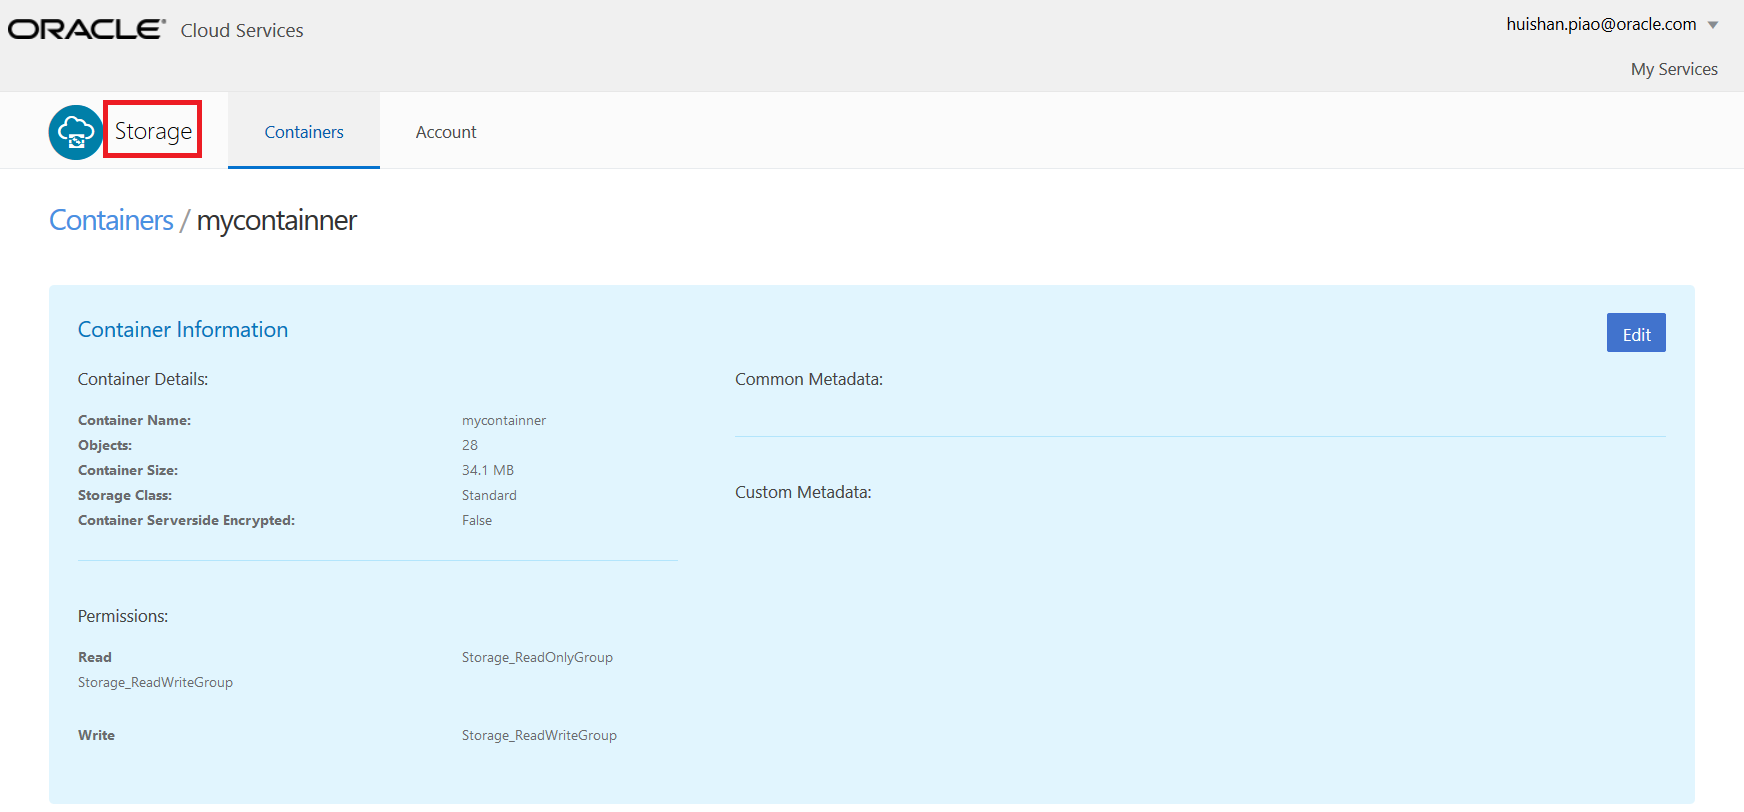 ORACLE® Cloud Services
huishan.piao@oracle.com
My Services
Storage Containers Account
Containers / mycontainner
Container Information
Edit
Container Details:
Container Name: mycontainner
Objects: 28
Container Size: 34.1 MB
Storage Class: Standard
Container Serverside Encrypted: False
Permissions:
Read Storage_ReadOnlyGroup
Storage_ReadWriteGroup
Write Storage_ReadWriteGroup
Common Metadata:
Custom Metadata: